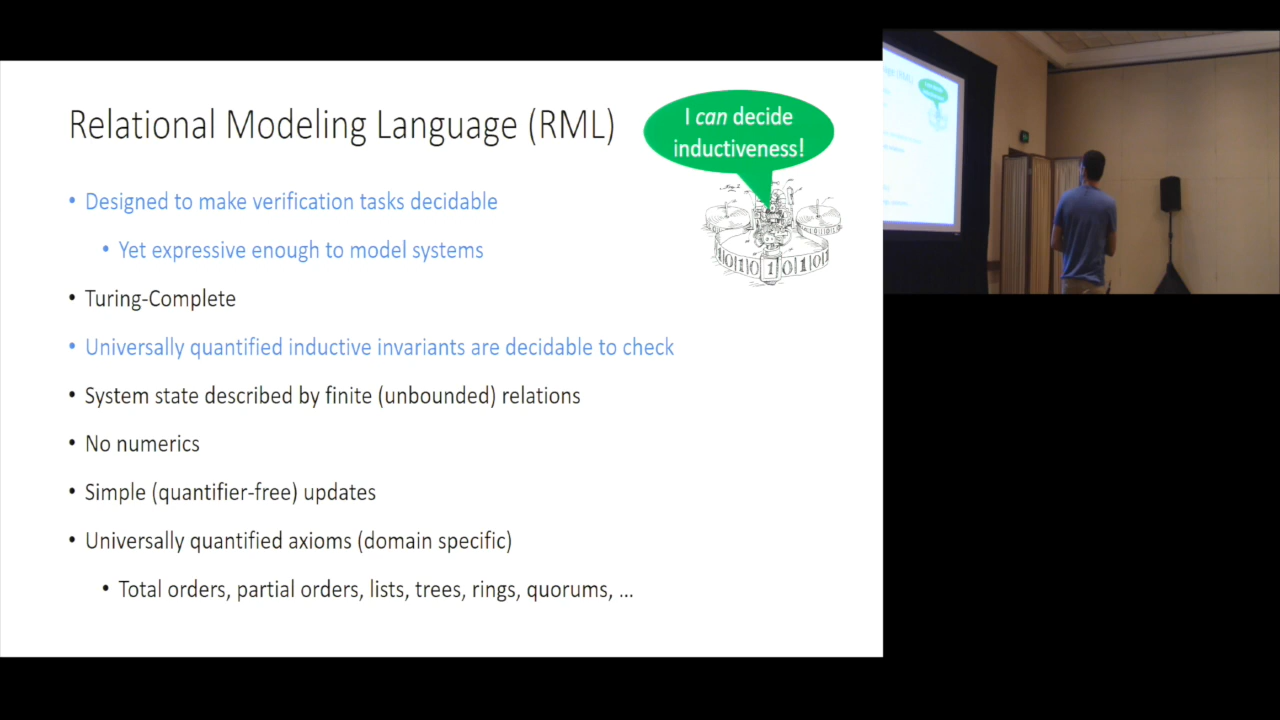 Relational Modeling Language (RML)
I can decide
inductiveness!
• Designed to make verification tasks decidable
• Yet expressive enough to model systems
• Turing-Complete
• Universally quantified inductive invariants are decidable to check
• System state described by finite (unbounded) relations
• No numerics
• Simple (quantifier-free) updates
• Universally quantified axioms (domain specific)
• Total orders, partial orders, lists, trees, rings, quorums, ...